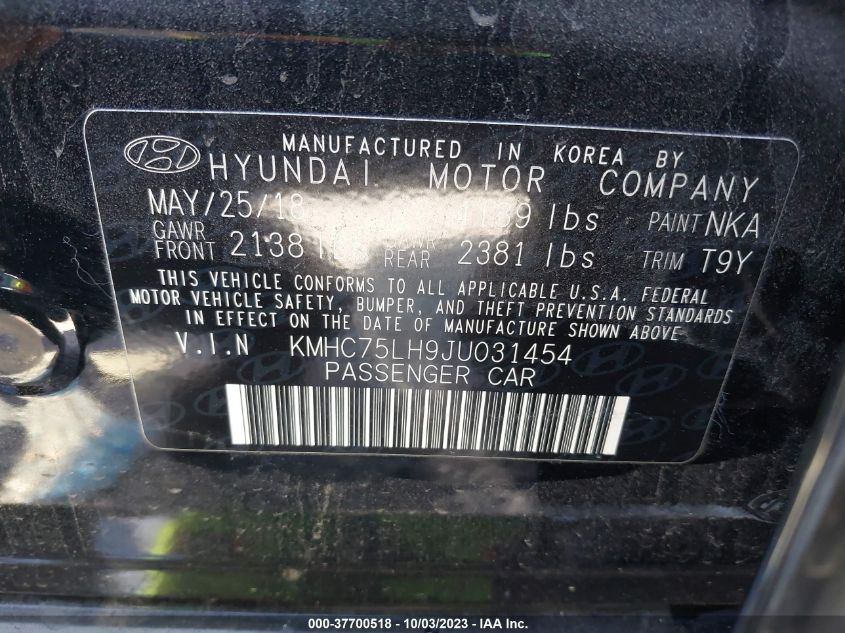 MANUFACTURED IN KOREA BY
HYUNDAI MOTOR COMPANY
MAY/25/18 lbs PAINT NKA
GAWR FRONT 2138 GAWR REAR 2381 lbs TRIM T9Y
THIS VEHICLE CONFORMS TO ALL APPLICABLE U.S.A. FEDERAL
MOTOR VEHICLE SAFETY, BUMPER, AND THEFT PREVENTION STANDARDS
IN EFFECT ON THE DATE OF MANUFACTURE SHOWN ABOVE
V.I.N KMHC75LH9JU031454
PASSENGER CAR
000-37700518 - 10/03/2023 - IAA Inc.